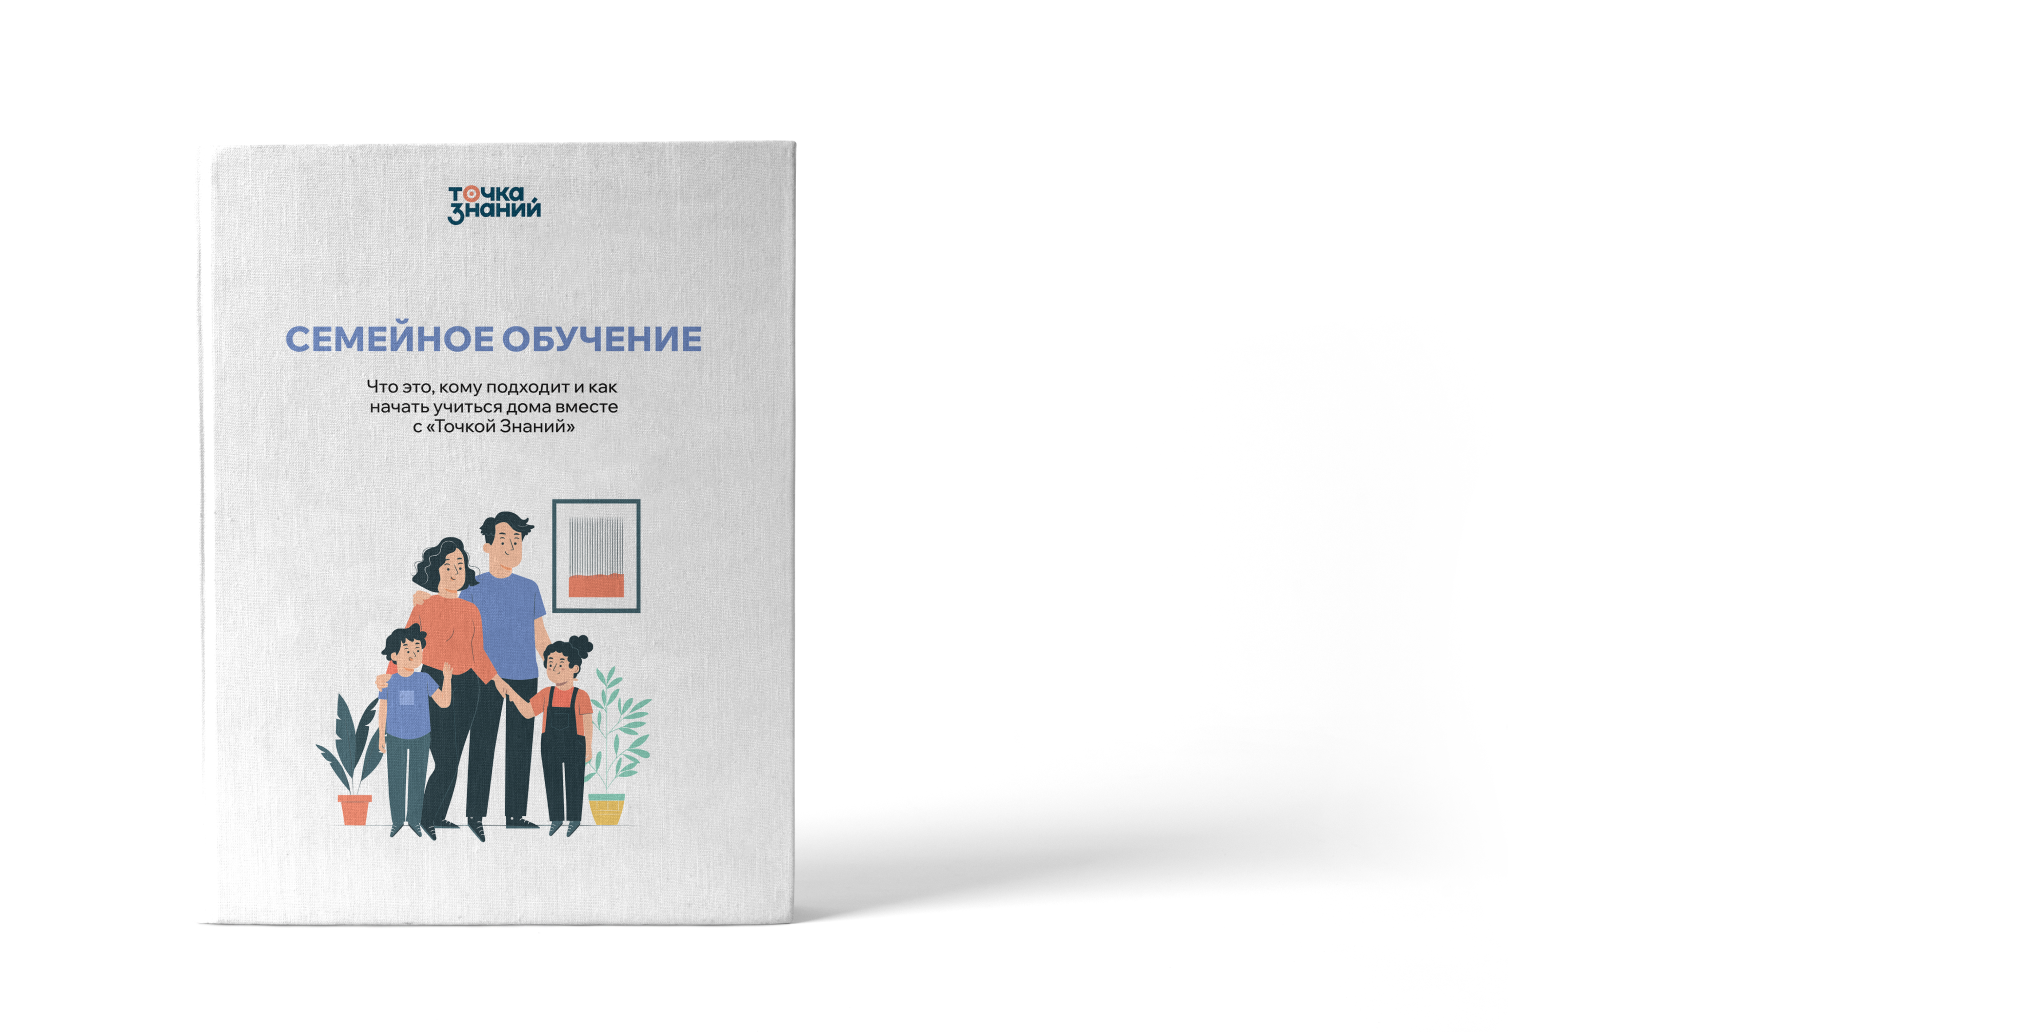 точка
знаний
СЕМЕЙНОЕ ОБУЧЕНИЕ
Что это, кому подходит и как
начать учиться дома вместе
с «Точкой Знаний»